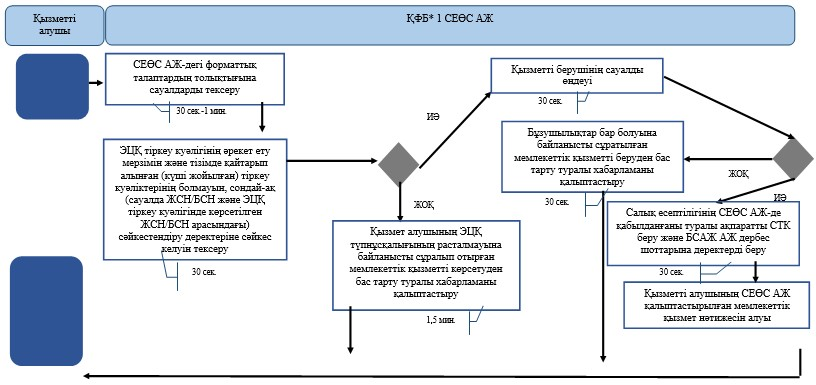 Қызметті
алушы
ҚФБ* 1 СЕӨС АЖ
СЕӨС АЖ-дегі форматтық
талаптардың толықтығына
сауалдарды тексеру
30 сек.-1 мин.
ЭЦҚ тіркеу куәлігінің әрекет ету
мерзімін және тізімде қайтарып
алынған (күші жойылған) тіркеу
куәліктерінің болмауын, сондай-ақ
(сауалда ЖСН/БСН және ЭЦҚ
тіркеу куәлігінде көрсетілген
ЖСН/БСН арасындағы)
сәйкестендіру деректеріне сәйкес
келуін тексеру
30 сек.
ИӘ
ЖОҚ
Қызмет алушының ЭЦҚ
түпнұсқалығының расталмауына
байланысты сұралып отырған
мемлекеттік қызметті көрсетуден
бас тарту туралы хабарламаны
қалыптастыру
1,5 мин.
Қызметті берушінің сауалды
өңдеуі
30 сек.
Бұзушылықтар бар болуына
байланысты сұратылған
мемлекеттік қызметті беруден бас
тарту туралы хабарламаны
қалыптастыру
30 сек.
ЖОҚ
ИӘ
Салық есептілігінің СЕӨС АЖ-де
қабылданғаны туралы ақпаратты СТК
беру және БСАЖ АЖ дербес
шоттарына деректерді беру
30 сек.
Қызметті алушының СЕӨС АЖ
қалыптастырылған мемлекеттік
қызмет нәтижесін алуы